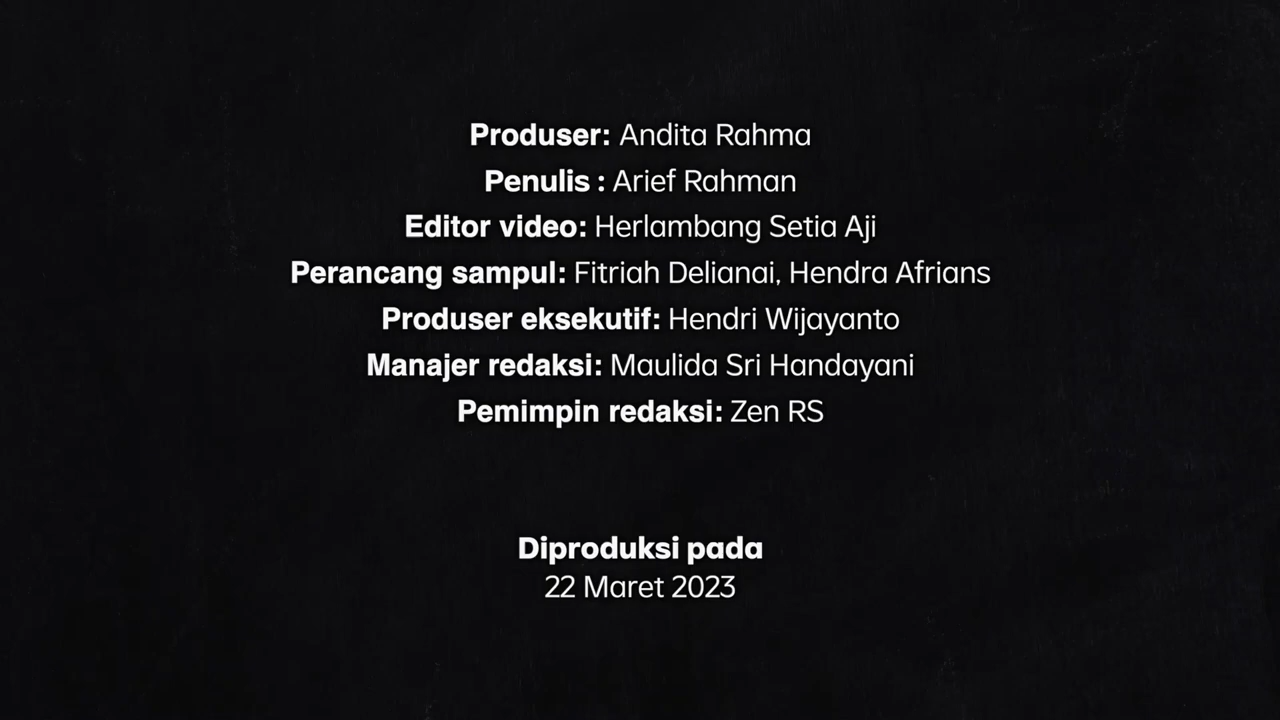 Produser: Andita Rahma
Penulis : Arief Rahman
Editor video: Herlambang Setia Aji
Perancang sampul: Fitriah Delianai, Hendra Afrians
Produser eksekutif: Hendri Wijayanto
Manajer redaksi: Maulida Sri Handayani
Pemimpin redaksi: Zen RS
Diproduksi pada
22 Maret 2023